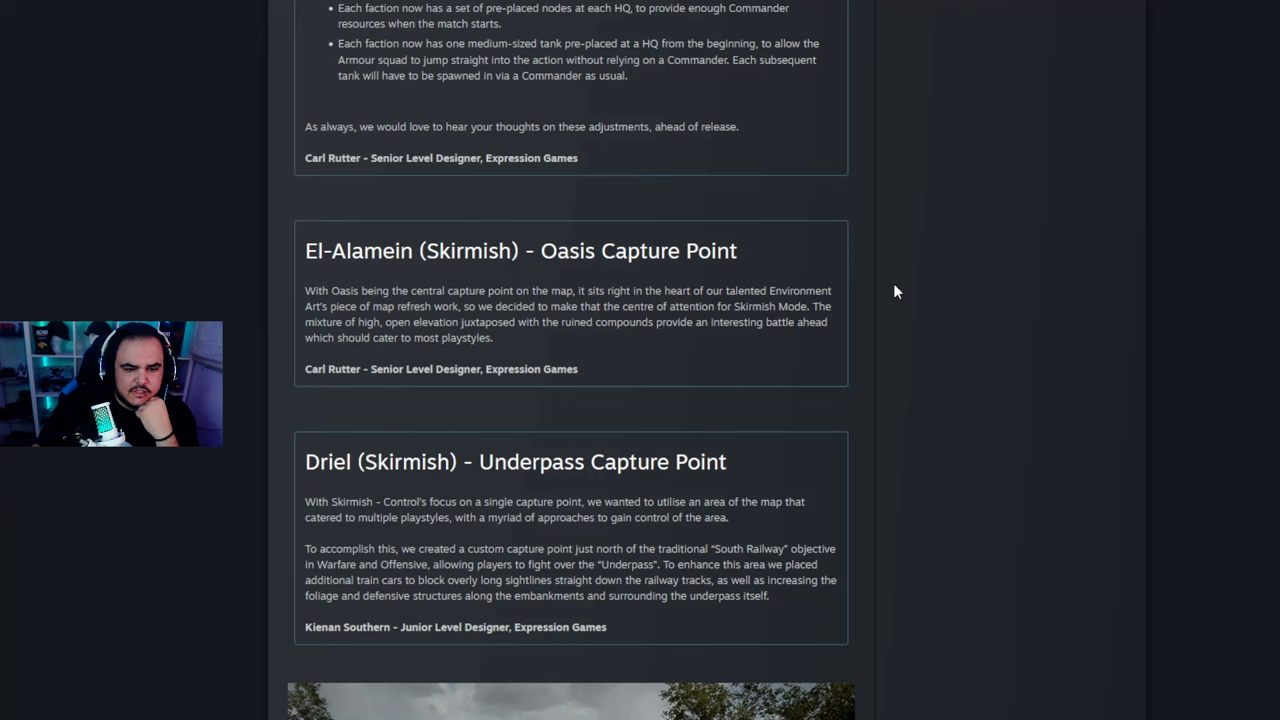 Each faction now has a set of pre-placed nodes at each HQ, to provide enough Commander
resources when the match starts.
Each faction now has one medium-sized tank pre-placed at a HQ from the beginning, to allow the
Armour squad to jump straight into the action without relying on a Commander. Each subsequent
tank will have to be spawned in via a Commander as usual.
As always, we would love to hear your thoughts on these adjustments, ahead of release.
Carl Rutter - Senior Level Designer, Expression Games
El-Alamein (Skirmish) - Oasis Capture Point
With Oasis being the central capture point on the map, it sits right in the heart of our talented Environment
Art's piece of map refresh work, so we decided to make that the centre of attention for Skirmish Mode. The
mixture of high, open elevation juxtaposed with the ruined compounds provide an interesting battle ahead
which should cater to most playstyles.
Carl Rutter - Senior Level Designer, Expression Games
Driel (Skirmish) - Underpass Capture Point
With Skirmish - Control's focus on a single capture point, we wanted to utilise an area of the map that
catered to multiple playstyles, with a myriad of approaches to gain control of the area.
To accomplish this, we created a custom capture point just north of the traditional "South Railway" objective
in Warfare and Offensive, allowing players to fight over the "Underpass". To enhance this area we placed
additional train cars to block overly long sightlines straight down the railway tracks, as well as increasing the
foliage and defensive structures along the embankments and surrounding the underpass itself.
Kienan Southern - Junior Level Designer, Expression Games